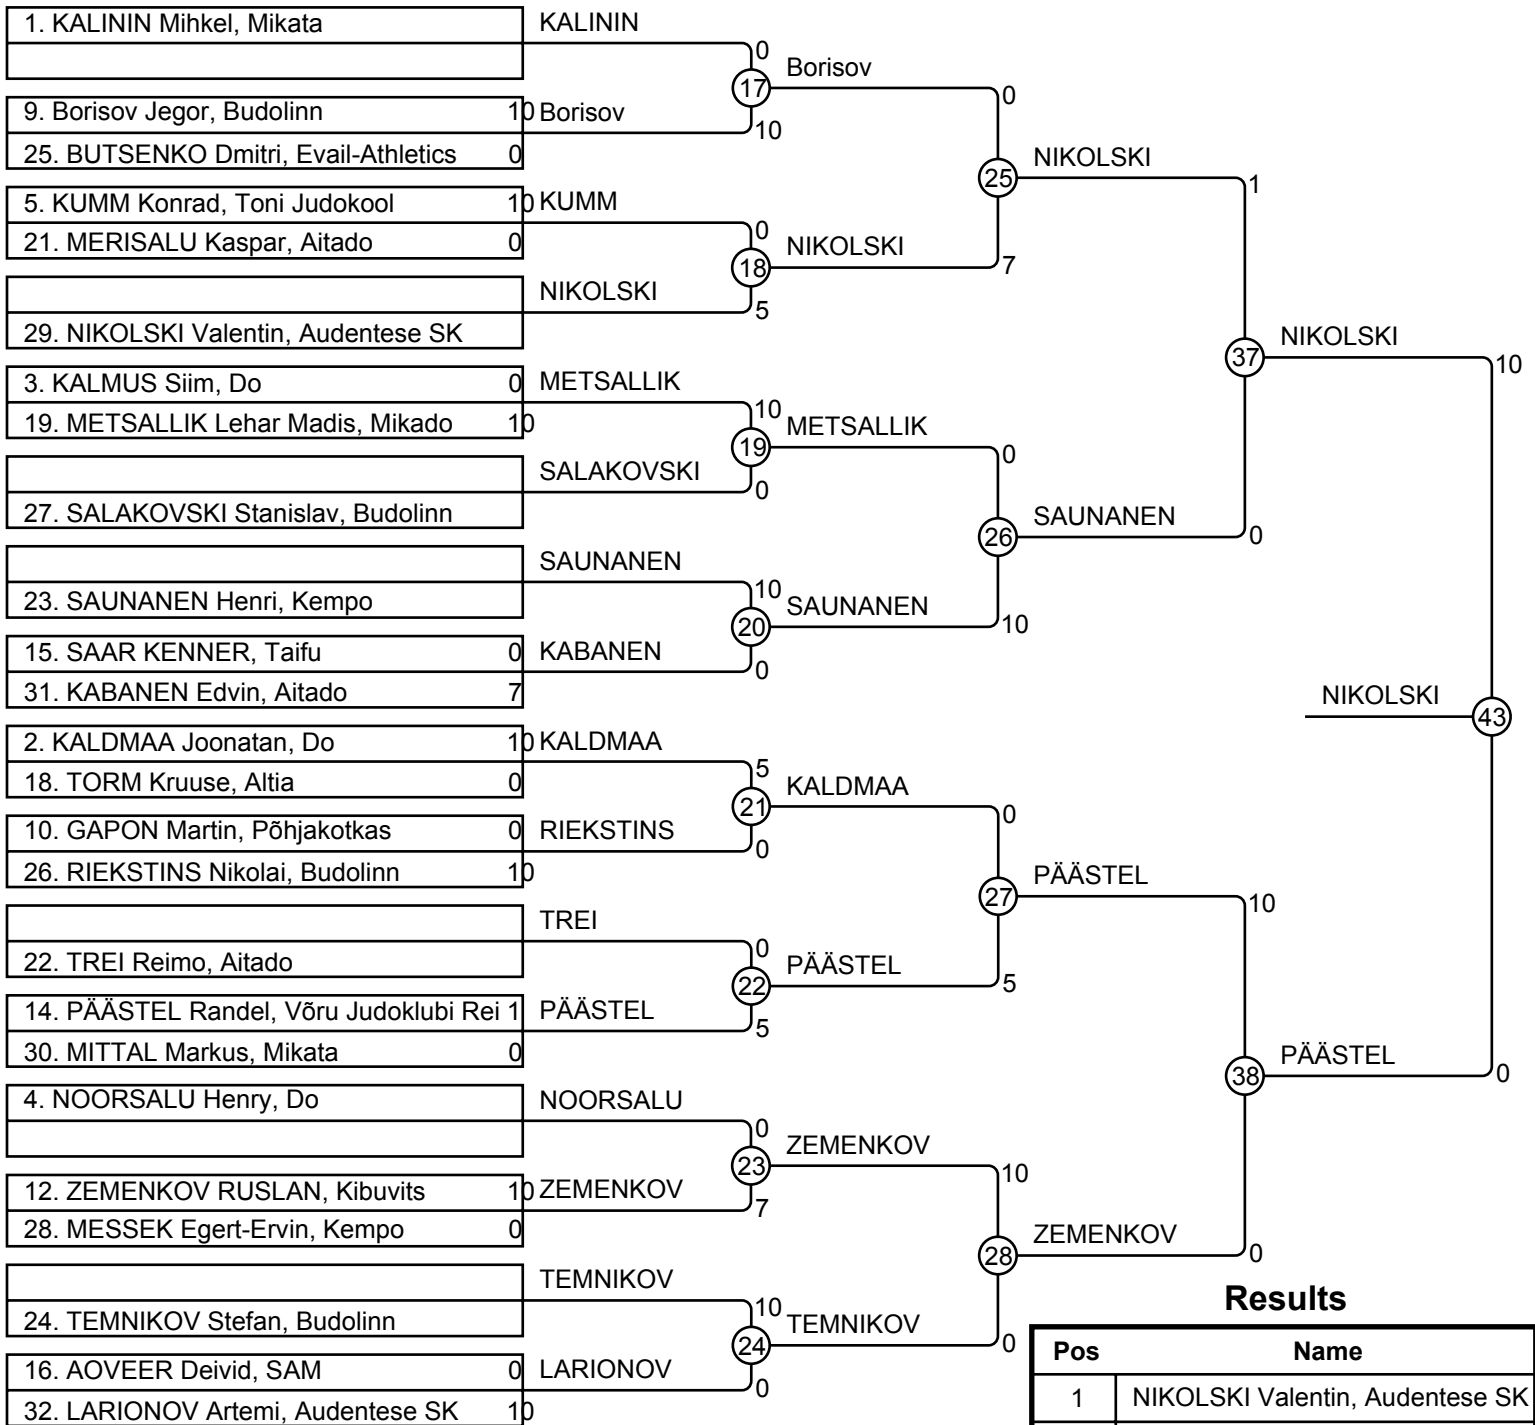 1. KALININ Mihkel, Mikata
KALININ
0
17
Borisov
9. Borisov Jegor, Budolinn 10
Borisov
10
25. BUTSENKO Dmitri, Evail-Athletics 0
0
25
NIKOLSKI
5. KUMM Konrad, Toni Judokool 10
KUMM
21. MERISALU Kaspar, Aitado 0
0
18
NIKOLSKI
7
NIKOLSKI
5
29. NIKOLSKI Valentin, Audentese SK
1
37
NIKOLSKI
3. KALMUS Siim, Do 0
METSALLIK
19. METSALLIK Lehar Madis, Mikado 10
10
19
METSALLIK
SALAKOVSKI
0
27. SALAKOVSKI Stanislav, Budolinn
0
26
SAUNANEN
0
SAUNANEN
23. SAUNANEN Henri, Kempo
10
20
SAUNANEN
10
15. SAAR KENNER, Taifu 0
KABANEN
0
31. KABANEN Edvin, Aitado 7
10
NIKOLSKI
43
2. KALDMAA Joonatan, Do 10
KALDMAA
18. TORM Kruuse, Altia 0
5
21
KALDMAA
10. GAPON Martin, Põhjakotkas 0
RIEKSTINS
0
26. RIEKSTINS Nikolai, Budolinn 10
0
27
PÄÄSTEL
TREI
22. TREI Reimo, Aitado
0
22
PÄÄSTEL
5
14. PÄÄSTEL Randel, Võru Judoklubi Rei 1
PÄÄSTEL
5
30. MITTAL Markus, Mikata 0
10
38
PÄÄSTEL
0
4. NOORSALU Henry, Do
NOORSALU
0
23
ZEMENKOV
12. ZEMENKOV RUSLAN, Kibuvits 10
ZEMENKOV
7
28. MESSEK Egert-Ervin, Kempo 0
10
28
ZEMENKOV
0
TEMNIKOV
24. TEMNIKOV Stefan, Budolinn
10
24
TEMNIKOV
0
16. AOVEER Deivid, SAM 0
LARIONOV
0
32. LARIONOV Artemi, Audentese SK 10
Results
Pos Name
1 NIKOLSKI Valentin, Audentese SK